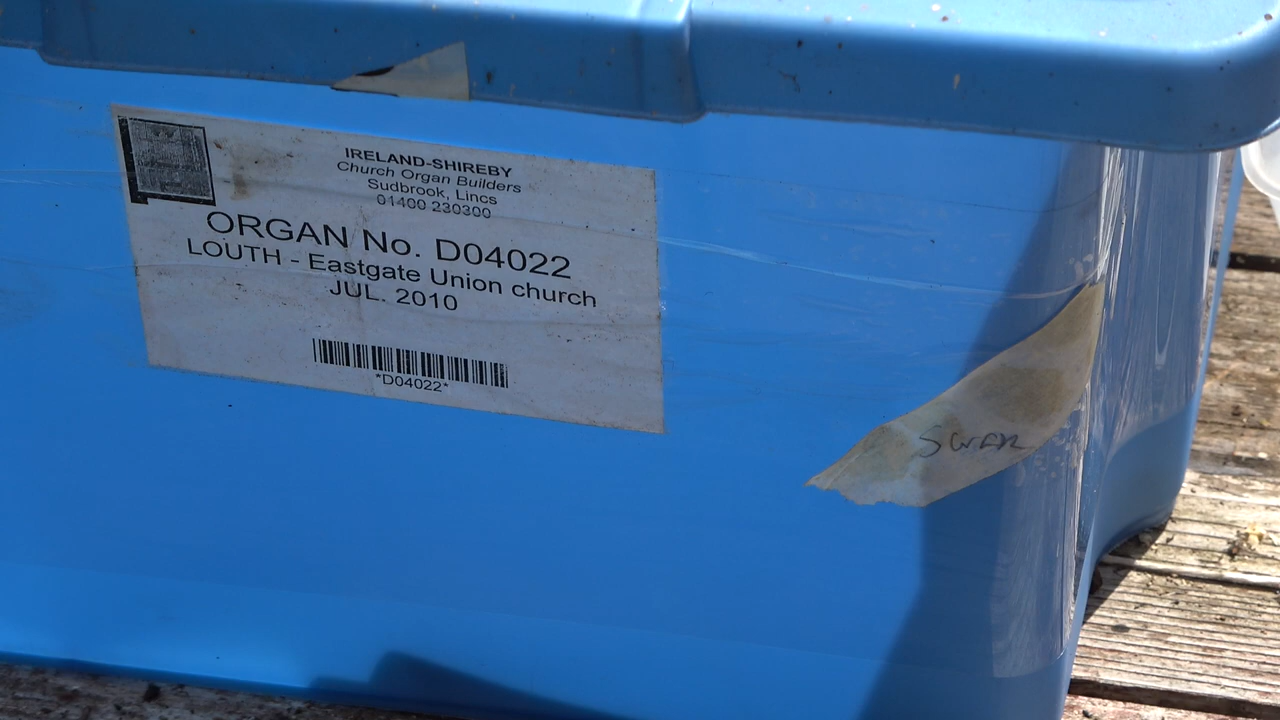 IRELAND-SHIREBY
Church Organ Builders
Sudbrook, Lincs
01400 230300
ORGAN No. D04022
LOUTH - Eastgate Union church
JUL. 2010
*D04022*